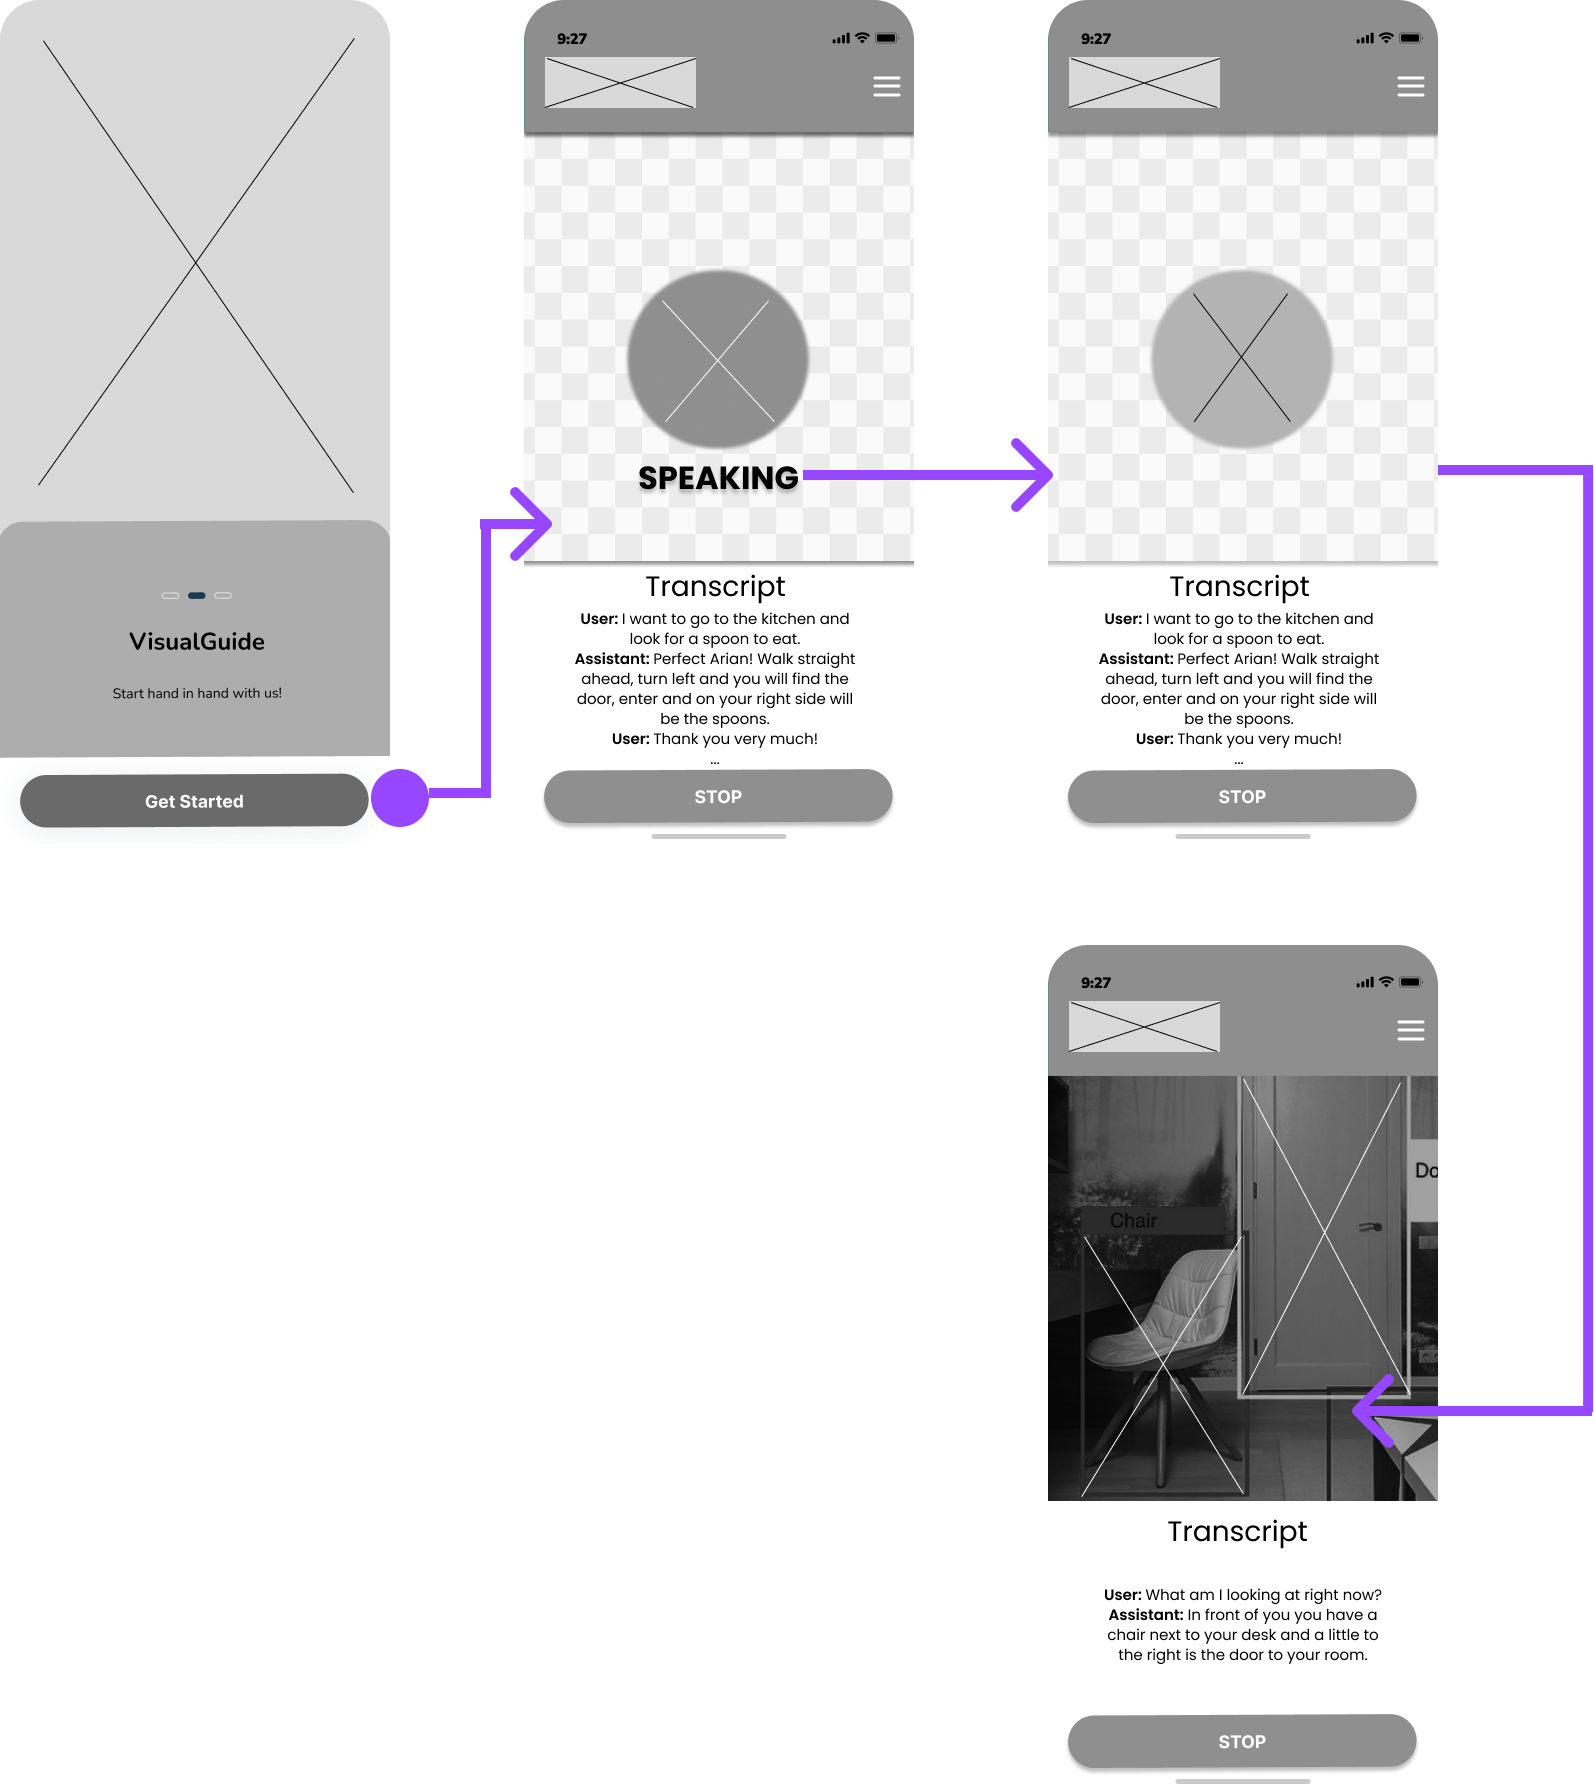 VisualGuide
Start hand in hand with us!
Get Started
9:27
SPEAKING
Transcript
User: I want to go to the kitchen and
look for a spoon to eat.
Assistant: Perfect Arian! Walk straight
ahead, turn left and you will find the
door, enter and on your right side will
be the spoons.
User: Thank you very much!
...
STOP
9:27
Transcript
User: I want to go to the kitchen and
look for a spoon to eat.
Assistant: Perfect Arian! Walk straight
ahead, turn left and you will find the
door, enter and on your right side will
be the spoons.
User: Thank you very much!
...
STOP
9:27
Do
Chair
Transcript
User: What am I looking at right now?
Assistant: In front of you you have a
chair next to your desk and a little to
the right is the door to your room.
STOP